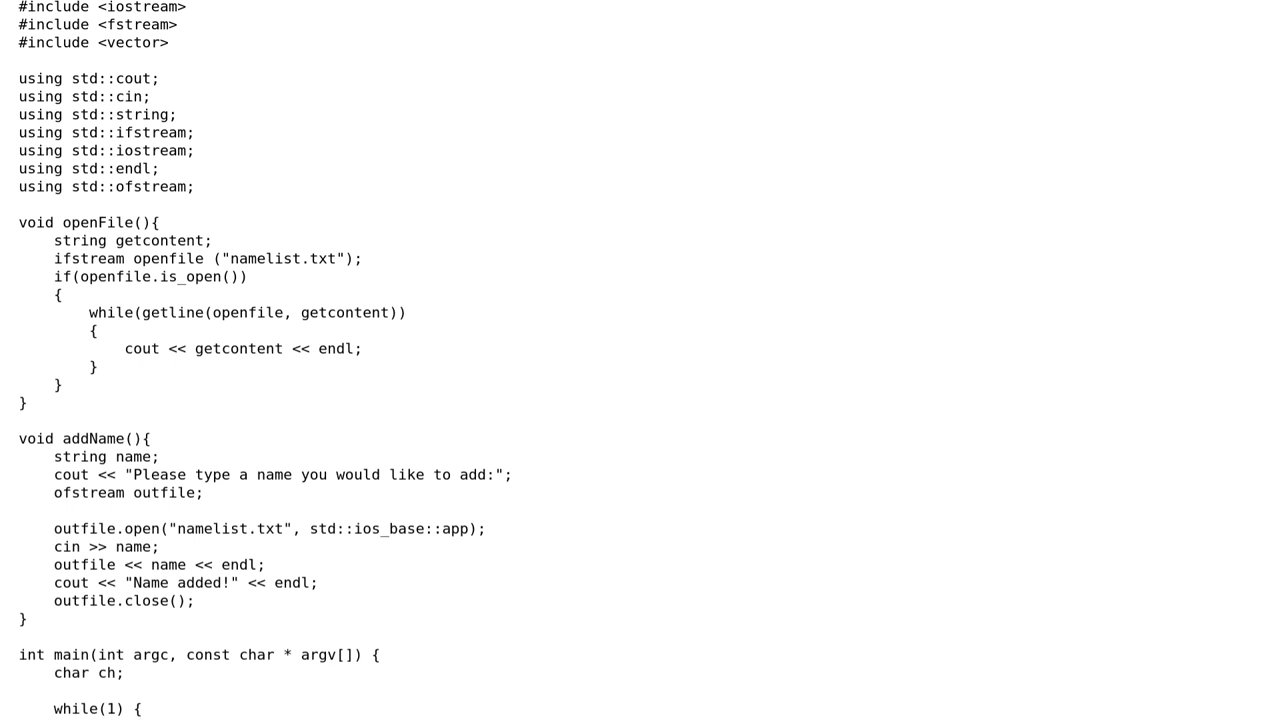 #include <iostream>
#include <fstream>
#include <vector>

using std::cout;
using std::cin;
using std::string;
using std::ifstream;
using std::iostream;
using std::endl;
using std::ofstream;

void openFile(){
    string getcontent;
    ifstream openfile ("namelist.txt");
    if(openfile.is_open())
    {
        while(getline(openfile, getcontent))
        {
            cout << getcontent << endl;
        }
    }
}

void addName(){
    string name;
    cout << "Please type a name you would like to add:";
    ofstream outfile;

    outfile.open("namelist.txt", std::ios_base::app);
    cin >> name;
    outfile << name << endl;
    cout << "Name added!" << endl;
    outfile.close();
}

int main(int argc, const char * argv[]) {
    char ch;

    while(1) {